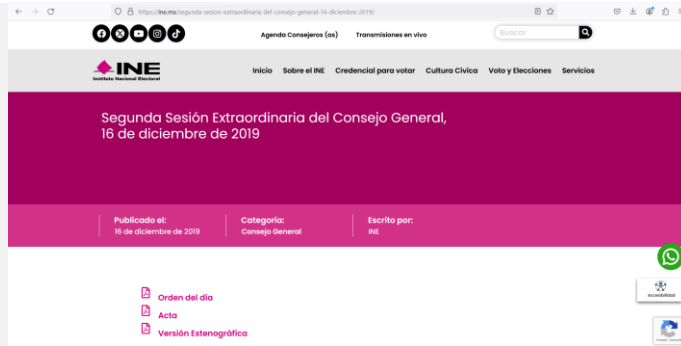 https://ine.mx/segunda-sesion-extraordinaria-del-consejo-general-16-diciembre-2019/
Agenda Consejeros (as) Transmisiones en vivo Buscar
INE
Instituto Nacional Electoral
Inicio Sobre el INE Credencial para votar Cultura Cívica Voto y Elecciones Servicios
Segunda Sesión Extraordinaria del Consejo General,
16 de diciembre de 2019
Publicado el: Categoría: Escrito por:
16 de diciembre de 2019 Consejo General INE
Accesibilidad
Orden del día
Acta
Versión Estenográfica